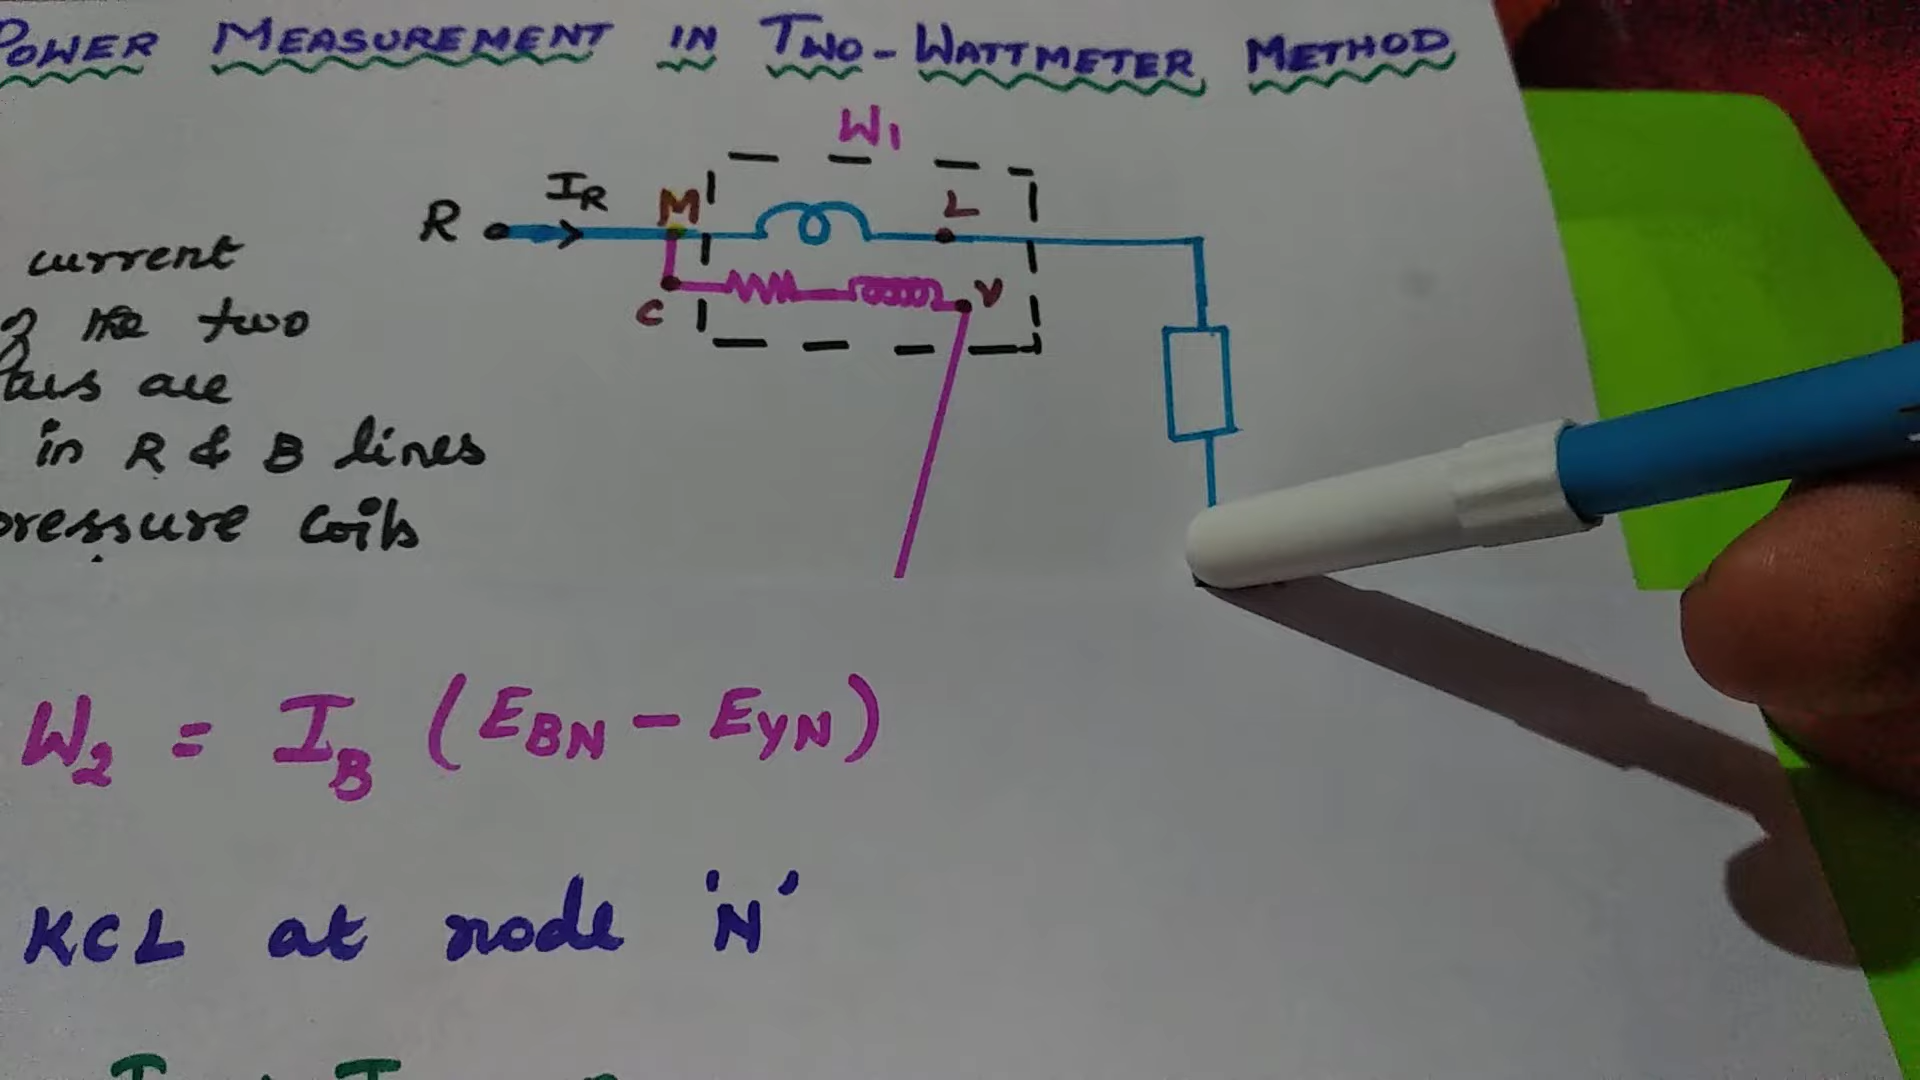 POWER MEASUREMENT IN TWO-WATTMETER METHOD
W1
IR
R
M
L
C
V
current
the two
are
in R & B lines
pressure coils
W2 = IB (EBN - EYN)
KCL at node 'N'